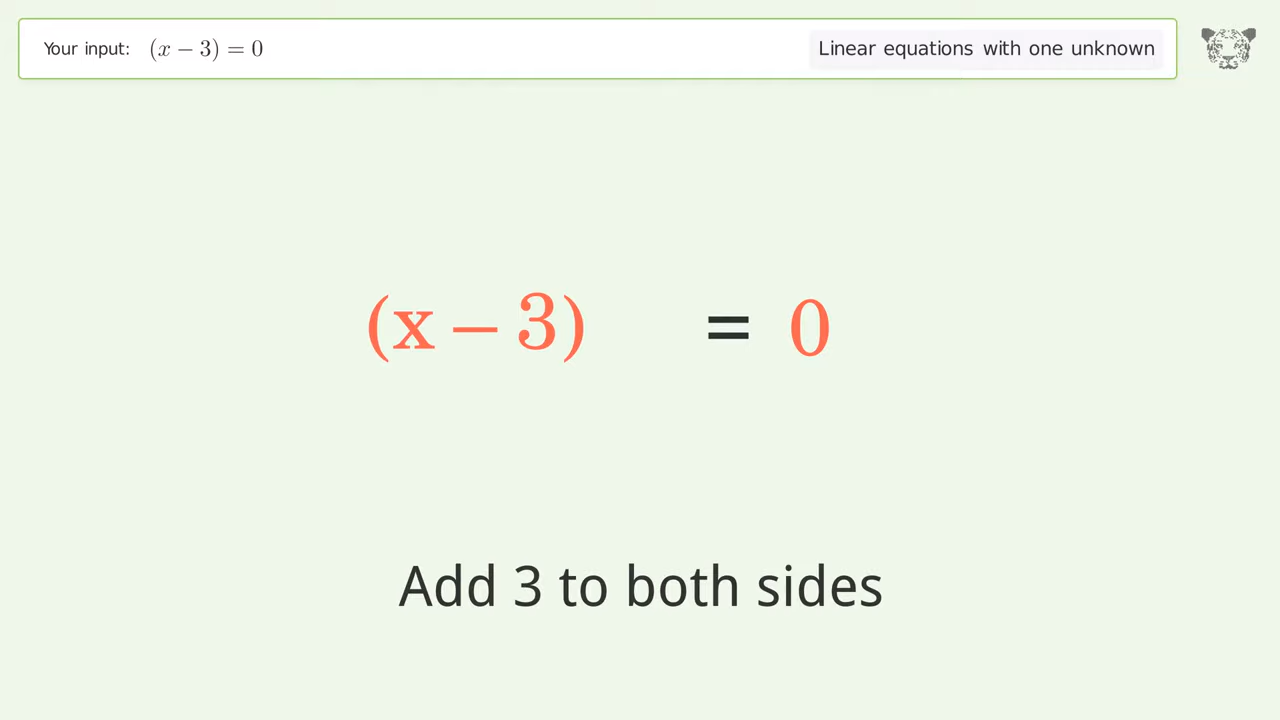 Your input: (x − 3) = 0
Linear equations with one unknown
(x – 3) = 0
Add 3 to both sides